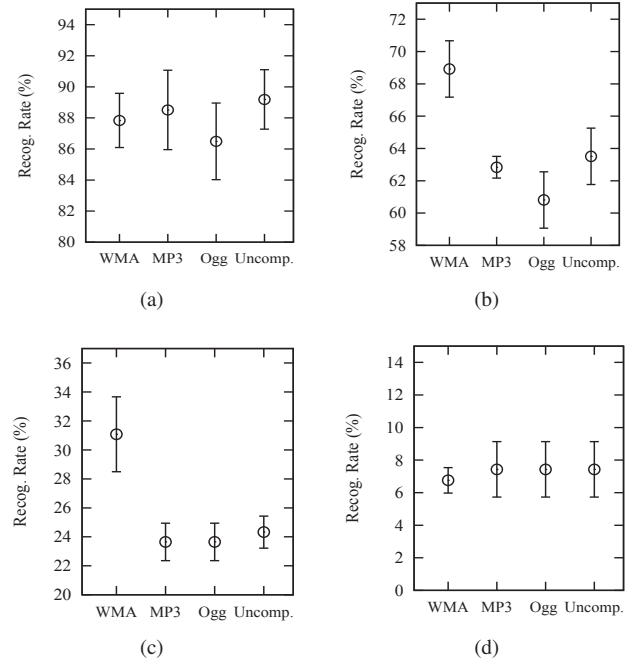 Recog. Rate (%)
94
92
90
88
86
84
82
80
WMA MP3 Ogg Uncomp.
(a)
Recog. Rate (%)
72
70
68
66
64
62
60
58
WMA MP3 Ogg Uncomp.
(b)
Recog. Rate (%)
36
34
32
30
28
26
24
22
20
WMA MP3 Ogg Uncomp.
(c)
Recog. Rate (%)
14
12
10
8
6
4
2
0
WMA MP3 Ogg Uncomp.
(d)